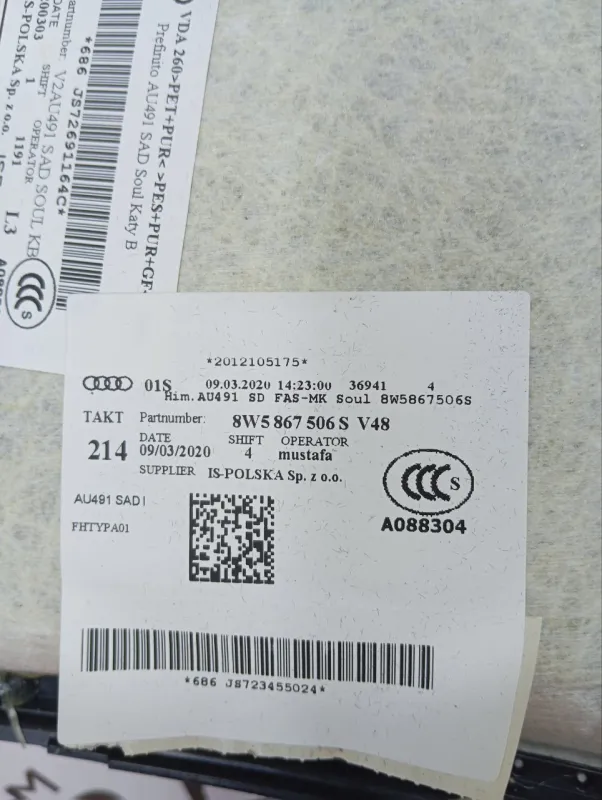 VDA 260>PET+PUR< >PES+PUR+GF
Prefiruto AU491 SAD Soul Katy B
*686 JS72691164C*
Partnumber: V2AU491 SAD SOUL KB
DATE SHIFT OPERATOR
00303 1 1191
IS-POLSKA Sp. z o.o.
L3
S
*2012105175*
01S 09.03.2020 14:23:00 36941 4
Him.AU491 SD FAS-MK Soul 8W5867506S
TAKT Partnumber: 8W5 867 506 S V48
214 DATE SHIFT OPERATOR
09/03/2020 4 mustafa
SUPPLIER IS-POLSKA Sp. z o.o.
S
A088304
AU491 SAD I
FHTYPA01
*686 JS723455024*